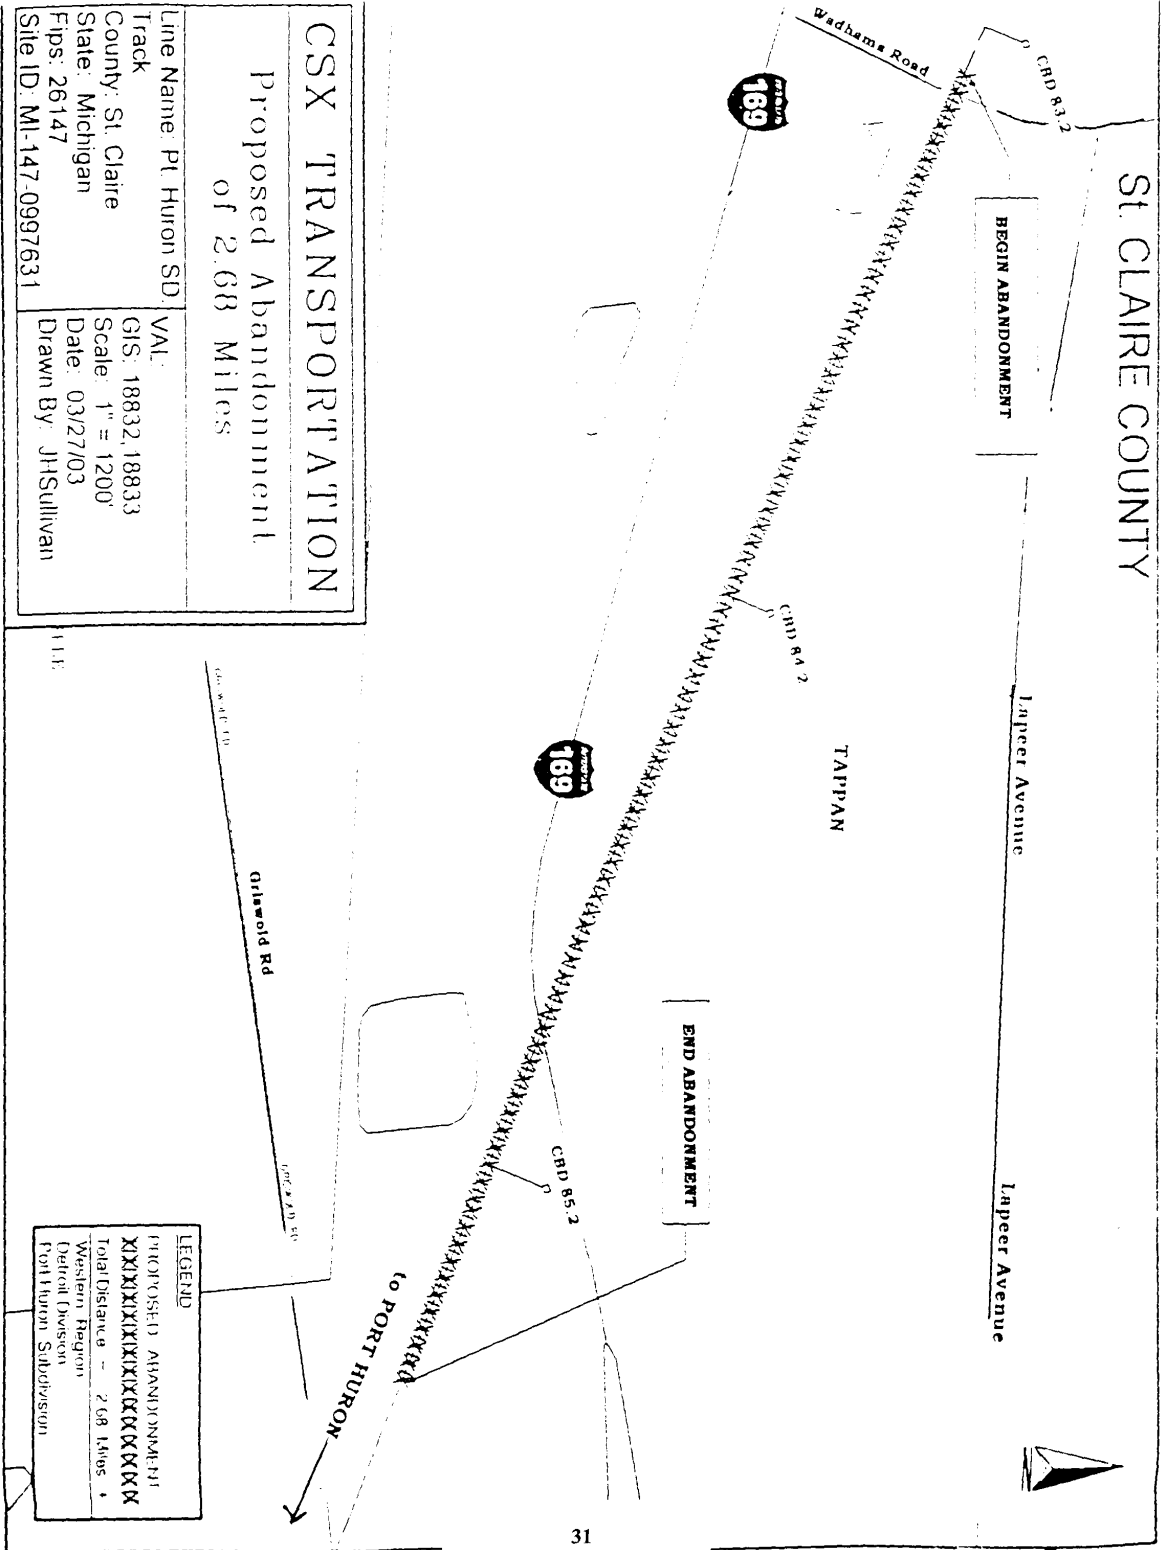 St. CLAIRE COUNTY
CBD 83.2
Wadhams Road
BEGIN ABANDONMENT
Lapeer Avenue
Lapeer Avenue
169
CBD 84.2
TAPPAN
169
END ABANDONMENT
CBD 85.2
to PORT HURON
Griswold Rd
CSX TRANSPORTATION
Proposed Abandonment
of 2.68 Miles
Line Name: Pt. Huron SD.
Track
County: St. Claire
State: Michigan
Fips: 26147
Site ID: MI-147-0997631
VAL:
GIS: 18832,18833
Scale: 1" = 1200'
Date: 03/27/03
Drawn By: JHSullivan
LEGEND
PROPOSED ABANDONMENT
Total Distance - 2.68 Miles
Western Region
Detroit Division
Port Huron Subdivision
31